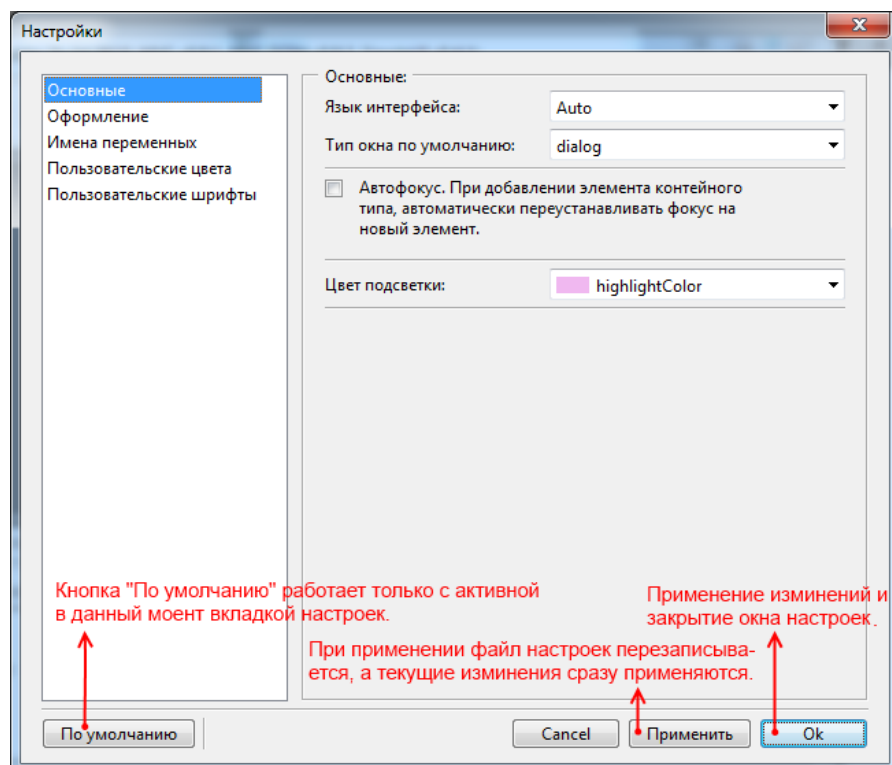 Настройки
Основные
Оформление
Имена переменных
Пользовательские цвета
Пользовательские шрифты
Основные:
Язык интерфейса: Auto
Тип окна по умолчанию: dialog
Автофокус. При добавлении элемента контейного
типа, автоматически переустанавливать фокус на
новый элемент.
Цвет подсветки: highlightColor
Кнопка "По умолчанию" работает только с активной
в данный моент вкладкой настроек.
Применение изминений и
закрытие окна настроек.
При применении файл настроек перезаписыва-
ется, а текущие изминения сразу применяются.
По умолчанию Cancel Применить Ok